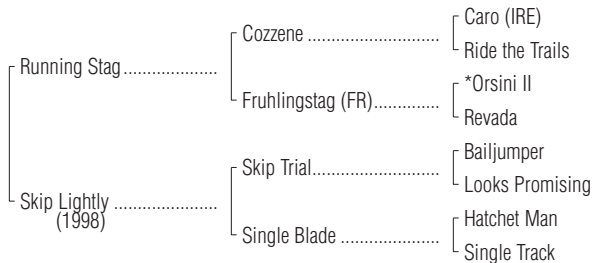 Caro (IRE)
Cozzene ............................
Ride the Trails
Running Stag....................
*Orsini II
Fruhlingstag (FR)..............
Revada
Bailjumper
Skip Trial...........................
Looks Promising
Skip Lightly ......................
(1998)
Hatchet Man
Single Blade .....................
Single Track